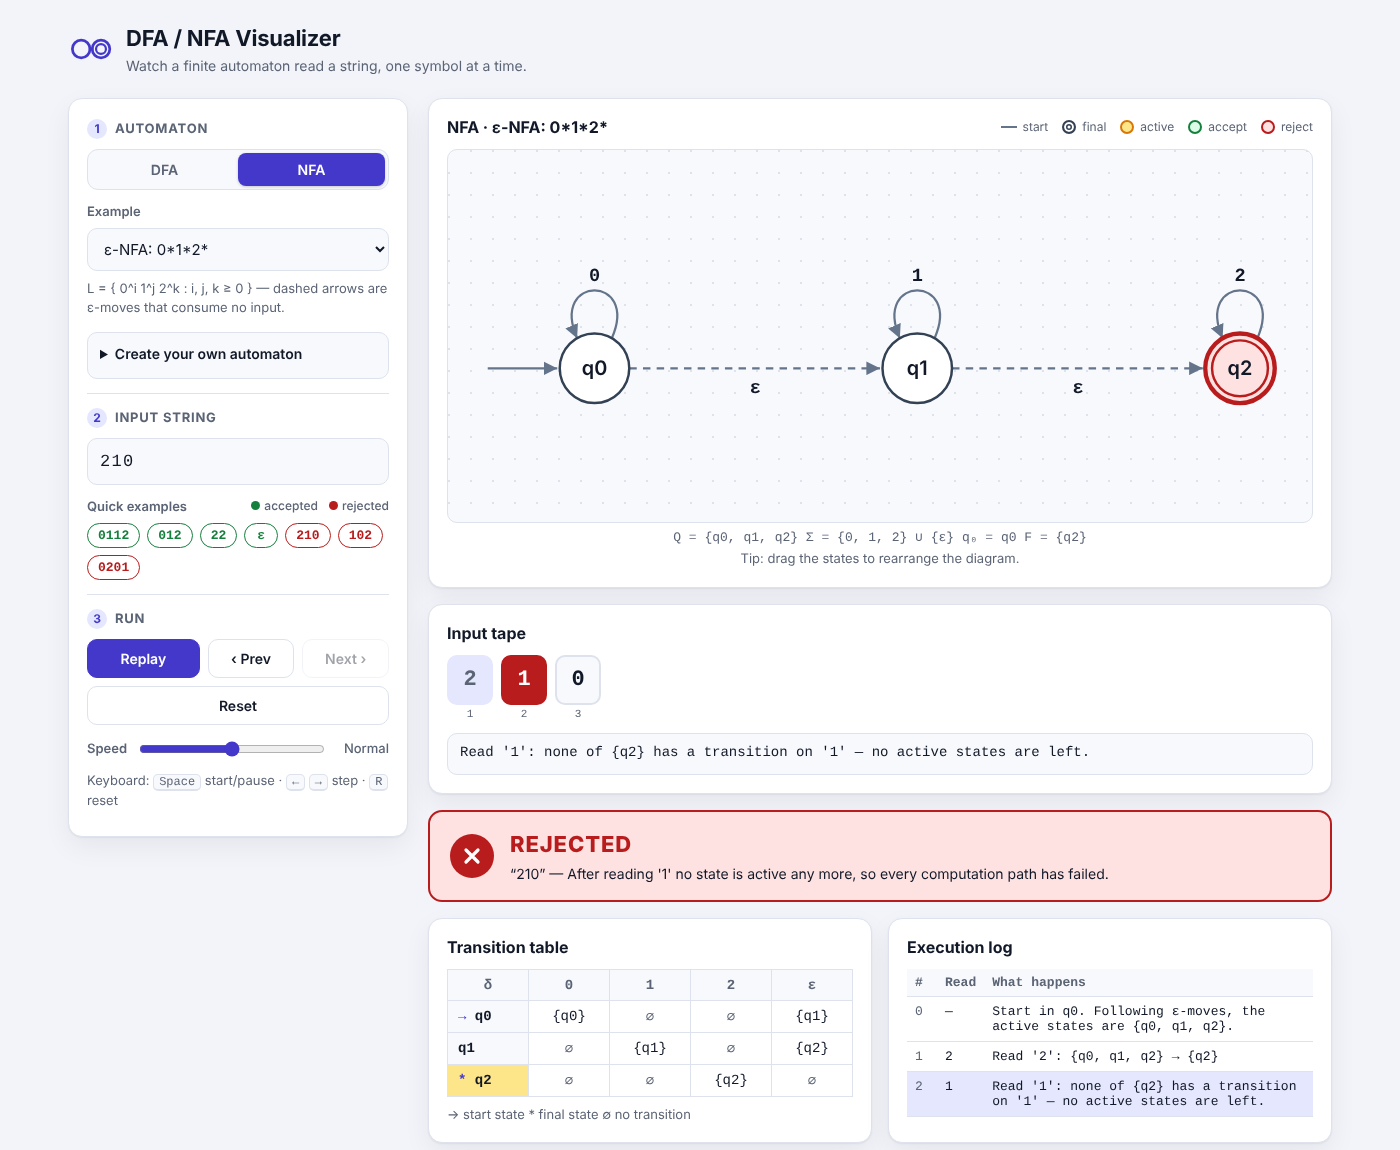 DFA / NFA Visualizer
Watch a finite automaton read a string, one symbol at a time.
1 AUTOMATON
DFA NFA
Example
ε-NFA: 0*1*2*
L = { 0^i 1^j 2^k : i, j, k ≥ 0 } — dashed arrows are
ε-moves that consume no input.
▶ Create your own automaton
2 INPUT STRING
210
Quick examples accepted rejected
0112 012 22 ε 210 102
0201
3 RUN
Replay ‹ Prev Next ›
Reset
Speed Normal
Keyboard: Space start/pause · ← → step · R
reset
NFA · ε-NFA: 0*1*2*
start final active accept reject
0 1 2
q0 q1 q2
ε ε
Q = {q0, q1, q2} Σ = {0, 1, 2} ∪ {ε} q₀ = q0 F = {q2}
Tip: drag the states to rearrange the diagram.
Input tape
2 1 0
1 2 3
Read '1': none of {q2} has a transition on '1' — no active states are left.
REJECTED
“210” — After reading '1' no state is active any more, so every computation path has failed.
Transition table
δ 0 1 2 ε
→ q0 {q0} ∅ ∅ {q1}
q1 ∅ {q1} ∅ {q2}
* q2 ∅ ∅ {q2} ∅
→ start state * final state ∅ no transition
Execution log
# Read What happens
0 — Start in q0. Following ε-moves, the
active states are {q0, q1, q2}.
1 2 Read '2': {q0, q1, q2} → {q2}
2 1 Read '1': none of {q2} has a transition
on '1' — no active states are left.